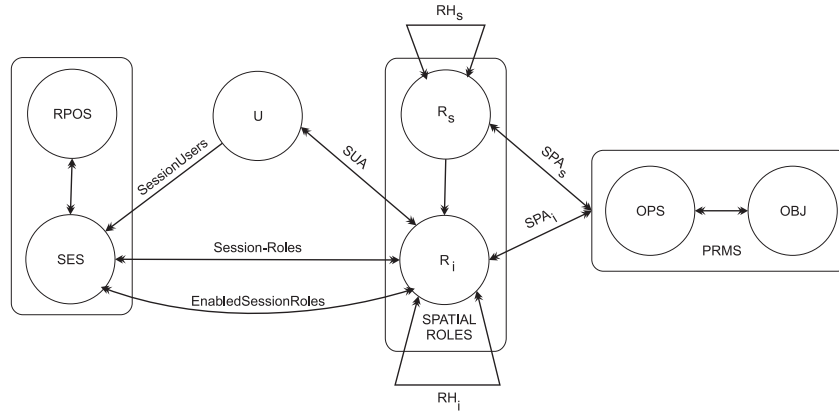 RH_s
RPOS
U
R_s
SessionUsers
SUA
SPA_s
OPS
OBJ
SPA_i
Session-Roles
SES
R_i
PRMS
EnabledSessionRoles
SPATIAL
ROLES
RH_i